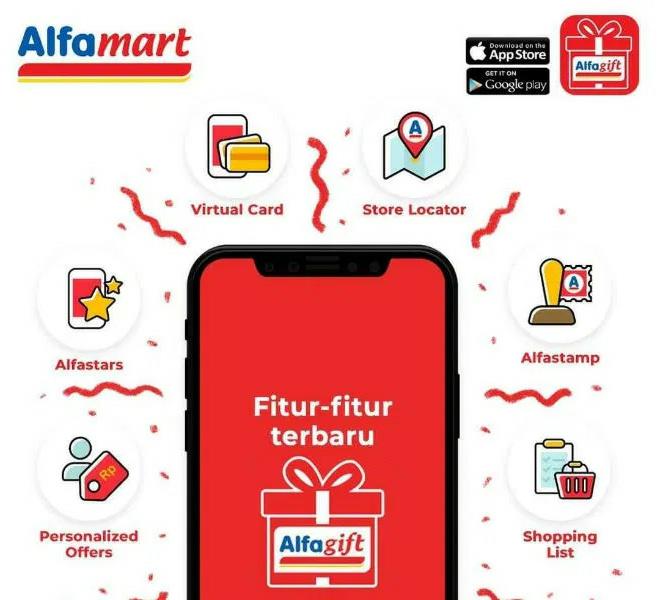 Alfamart
Download on the
App Store
GET IT ON
Google play
Alfagift
A
Virtual Card
Store Locator
A
Alfastars
Alfastamp
Fitur-fitur
terbaru
Rp
Personalized
Offers
Alfagift
Shopping
List